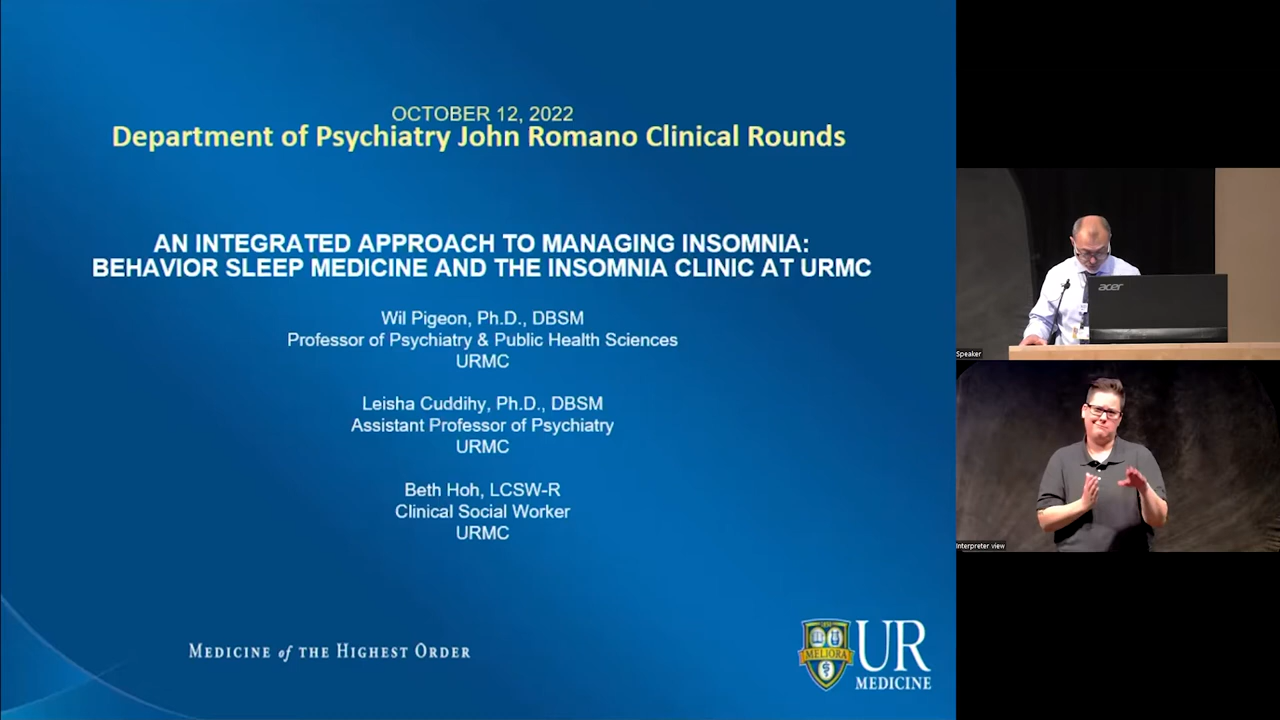 OCTOBER 12, 2022
Department of Psychiatry John Romano Clinical Rounds
AN INTEGRATED APPROACH TO MANAGING INSOMNIA:
BEHAVIOR SLEEP MEDICINE AND THE INSOMNIA CLINIC AT URMC
Wil Pigeon, Ph.D., DBSM
Professor of Psychiatry & Public Health Sciences
URMC
Leisha Cuddihy, Ph.D., DBSM
Assistant Professor of Psychiatry
URMC
Beth Hoh, LCSW-R
Clinical Social Worker
URMC
MEDICINE of THE HIGHEST ORDER
MELIORA
UR
MEDICINE
acer
Speaker
Interpreter view